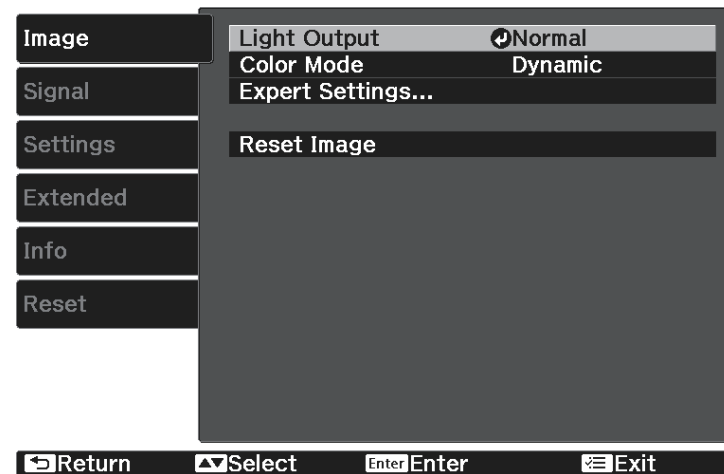 Image
Signal
Settings
Extended
Info
Reset
Light Output Normal
Color Mode Dynamic
Expert Settings...
Reset Image
Return Select Enter Enter Exit